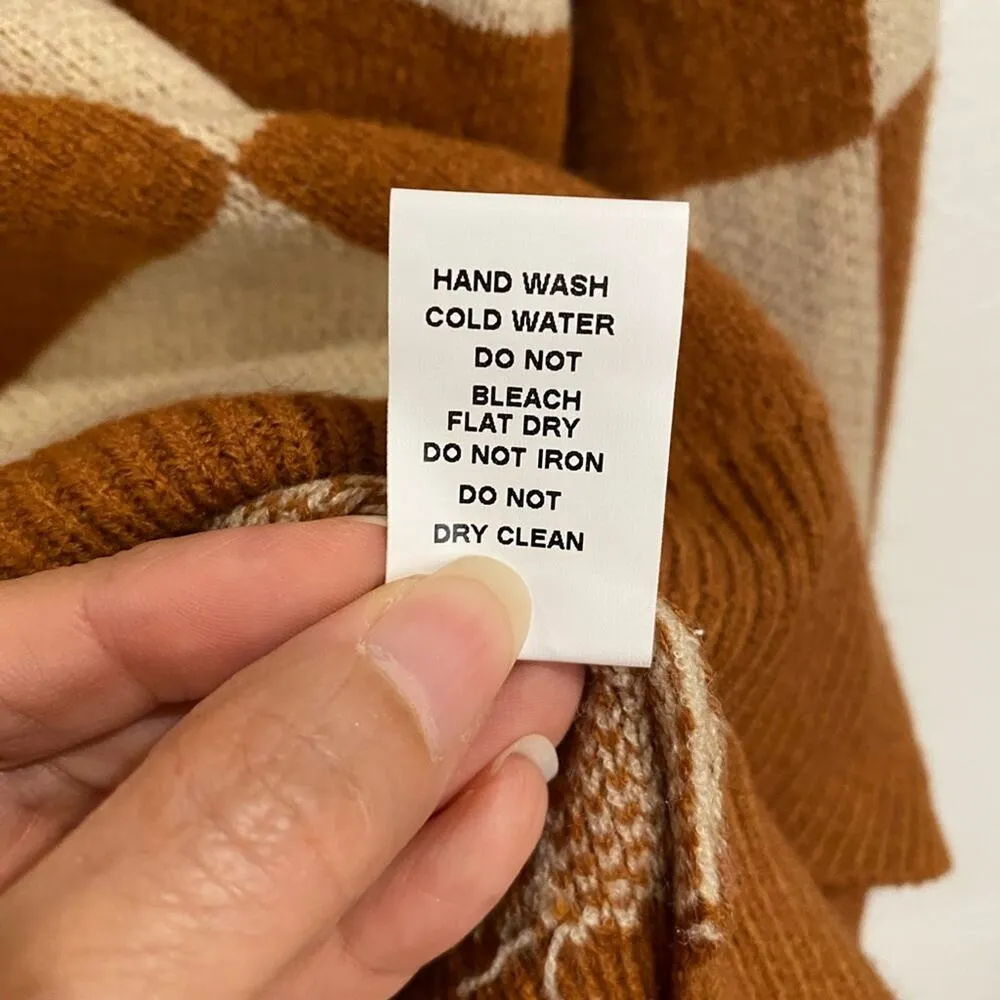 HAND WASH
COLD WATER
DO NOT
BLEACH
FLAT DRY
DO NOT IRON
DO NOT
DRY CLEAN